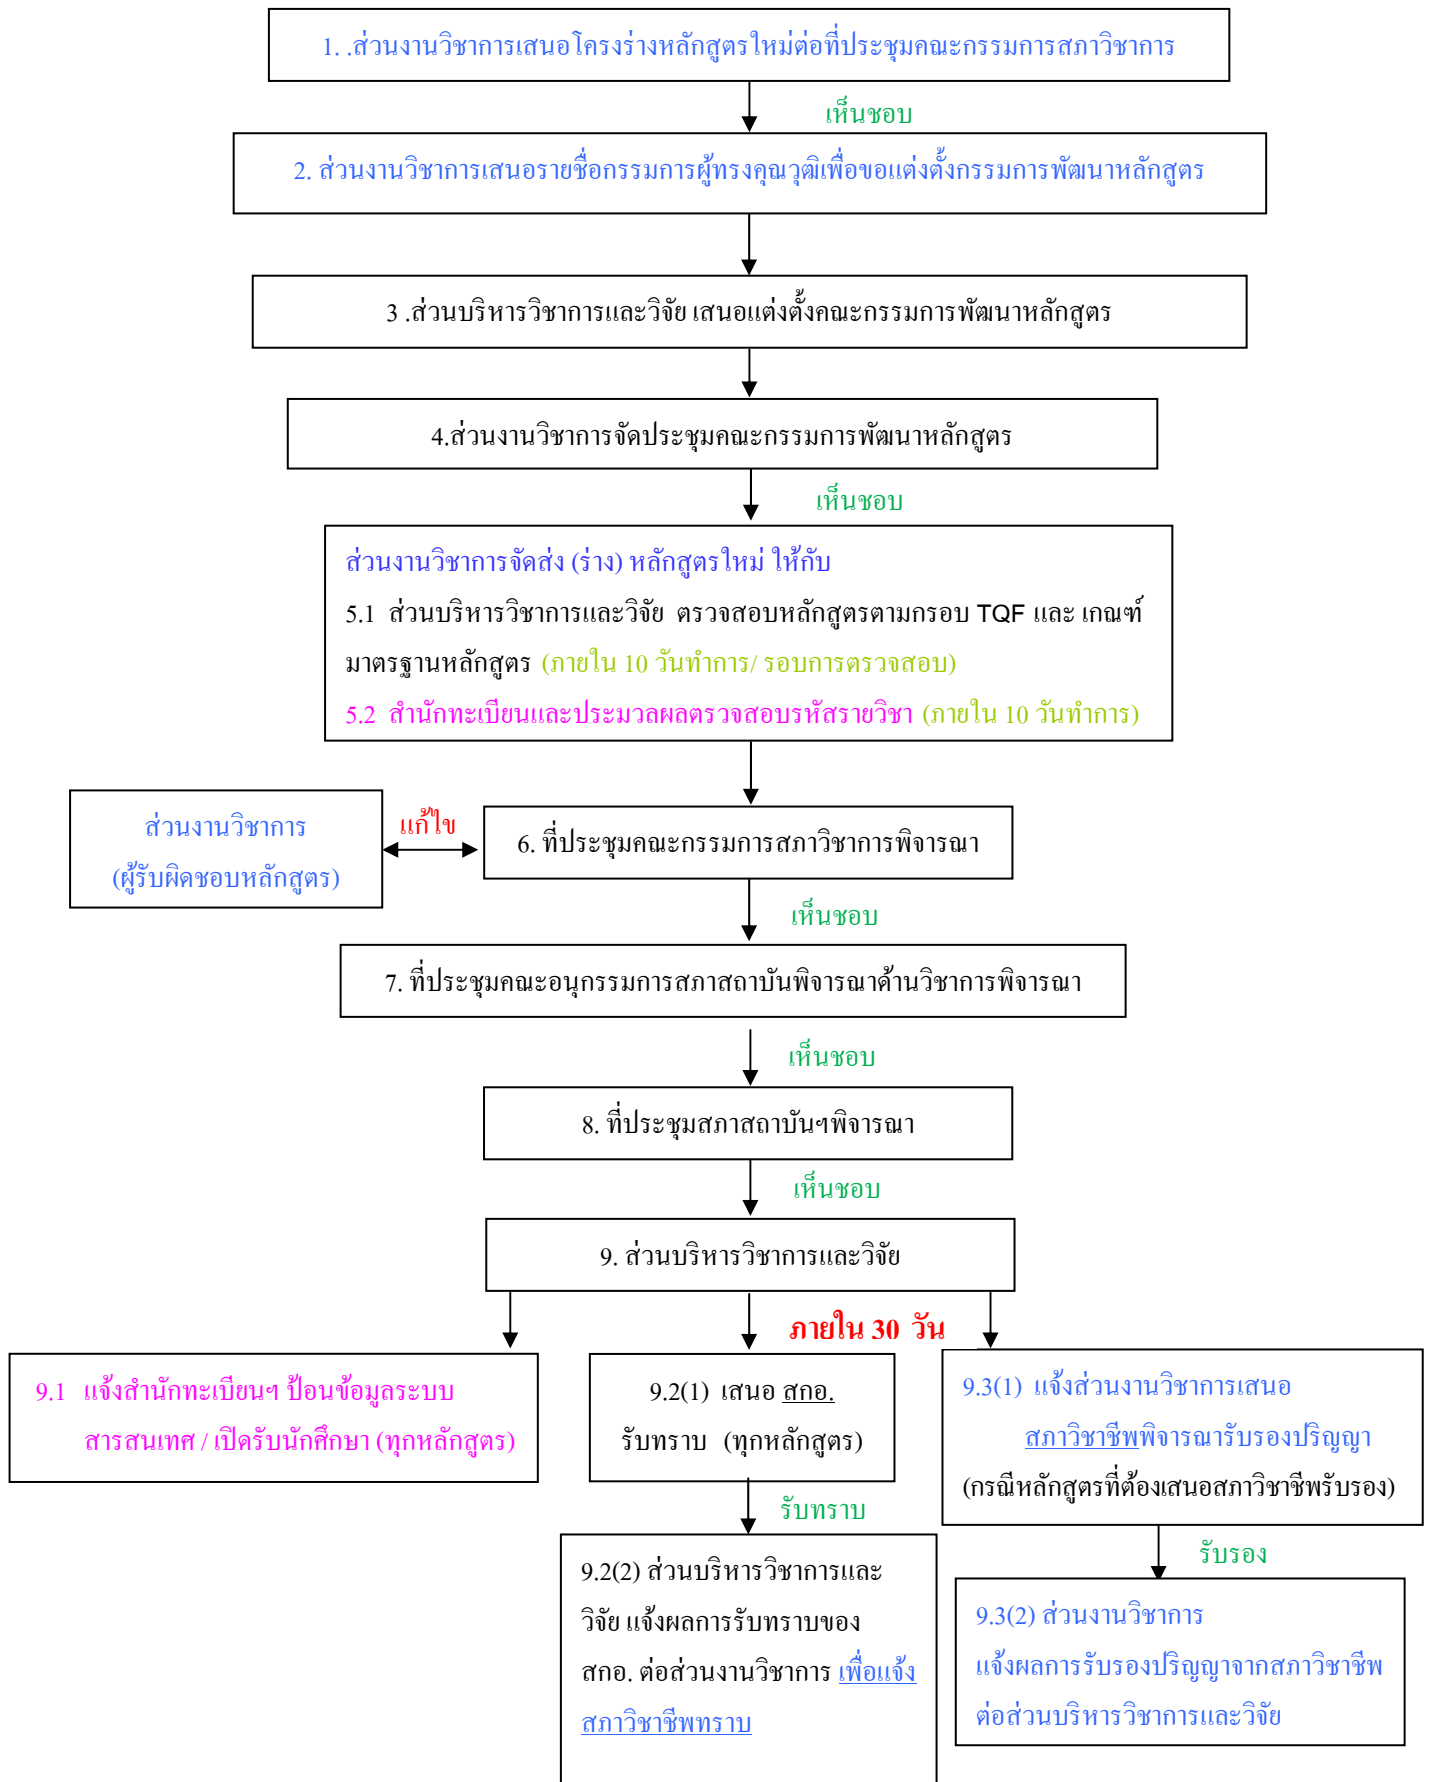 1. .ส่วนงานวิชาการเสนอโครงร่างหลักสูตรใหม่ต่อที่ประชุมคณะกรรมการสภาวิชาการ
เห็นชอบ
2. ส่วนงานวิชาการเสนอรายชื่อกรรมการผู้ทรงคุณวุฒิเพื่อขอแต่งตั้งกรรมการพัฒนาหลักสูตร
3 .ส่วนบริหารวิชาการและวิจัย เสนอแต่งตั้งคณะกรรมการพัฒนาหลักสูตร
4.ส่วนงานวิชาการจัดประชุมคณะกรรมการพัฒนาหลักสูตร
เห็นชอบ
ส่วนงานวิชาการจัดส่ง (ร่าง) หลักสูตรใหม่ ให้กับ
5.1 ส่วนบริหารวิชาการและวิจัย ตรวจสอบหลักสูตรตามกรอบ TQF และ เกณฑ์
มาตรฐานหลักสูตร (ภายใน 10 วันทำการ/ รอบการตรวจสอบ)
5.2 สำนักทะเบียนและประมวลผลตรวจสอบรหัสรายวิชา (ภายใน 10 วันทำการ)
ส่วนงานวิชาการ
(ผู้รับผิดชอบหลักสูตร)
แก้ไข
6. ที่ประชุมคณะกรรมการสภาวิชาการพิจารณา
เห็นชอบ
7. ที่ประชุมคณะอนุกรรมการสภาสถาบันพิจารณาด้านวิชาการพิจารณา
เห็นชอบ
8. ที่ประชุมสภาสถาบันฯพิจารณา
เห็นชอบ
9. ส่วนบริหารวิชาการและวิจัย
ภายใน 30 วัน
9.1 แจ้งสำนักทะเบียนฯ ป้อนข้อมูลระบบ
สารสนเทศ / เปิดรับนักศึกษา (ทุกหลักสูตร)
9.2(1) เสนอ สกอ.
รับทราบ (ทุกหลักสูตร)
9.3(1) แจ้งส่วนงานวิชาการเสนอ
สภาวิชาชีพพิจารณารับรองปริญญา
(กรณีหลักสูตรที่ต้องเสนอสภาวิชาชีพรับรอง)
รับทราบ
รับรอง
9.2(2) ส่วนบริหารวิชาการและ
วิจัย แจ้งผลการรับทราบของ
สกอ. ต่อส่วนงานวิชาการ เพื่อแจ้ง
สภาวิชาชีพทราบ
9.3(2) ส่วนงานวิชาการ
แจ้งผลการรับรองปริญญาจากสภาวิชาชีพ
ต่อส่วนบริหารวิชาการและวิจัย